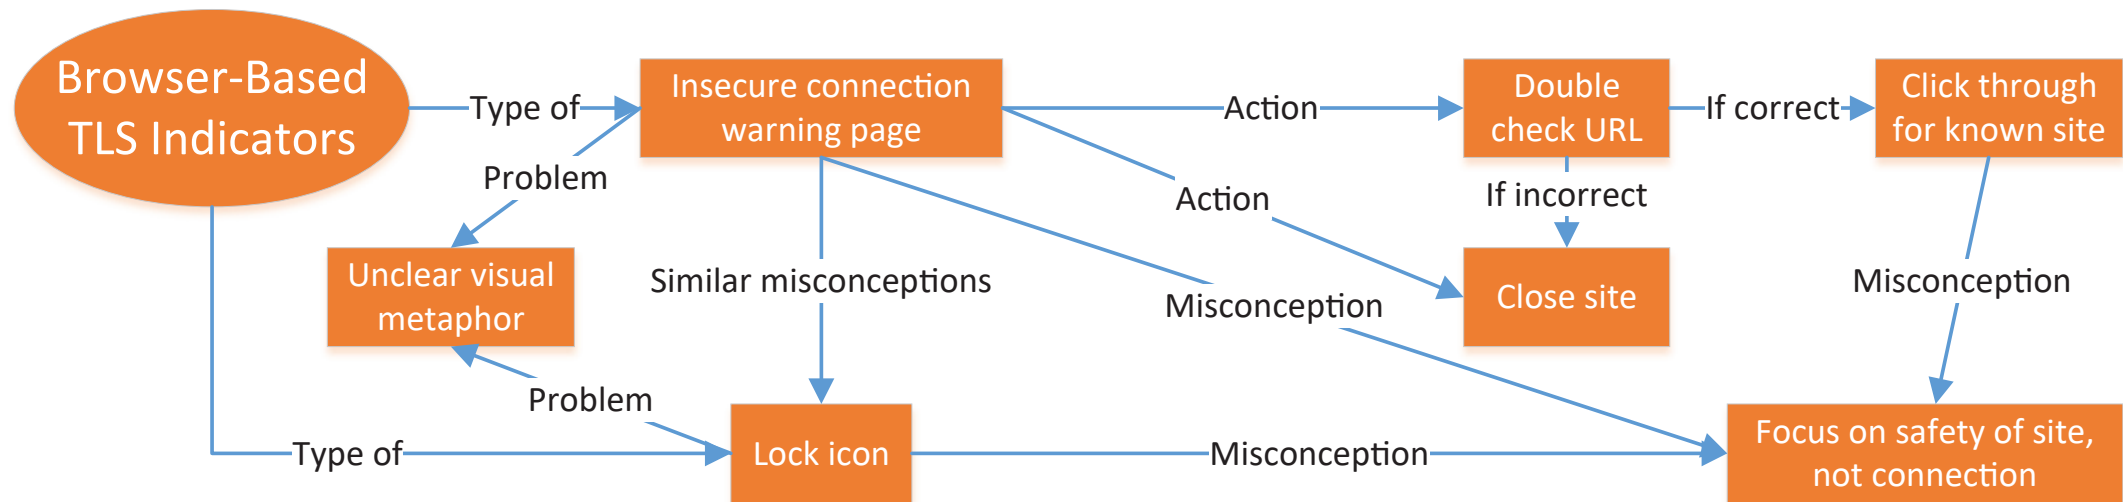 Browser-Based
TLS Indicators
Type of
Insecure connection
warning page
Action
Double
check URL
If correct
Click through
for known site
Problem
Action
If incorrect
Unclear visual
metaphor
Similar misconceptions
Misconception
Close site
Misconception
Problem
Type of
Lock icon
Misconception
Focus on safety of site,
not connection